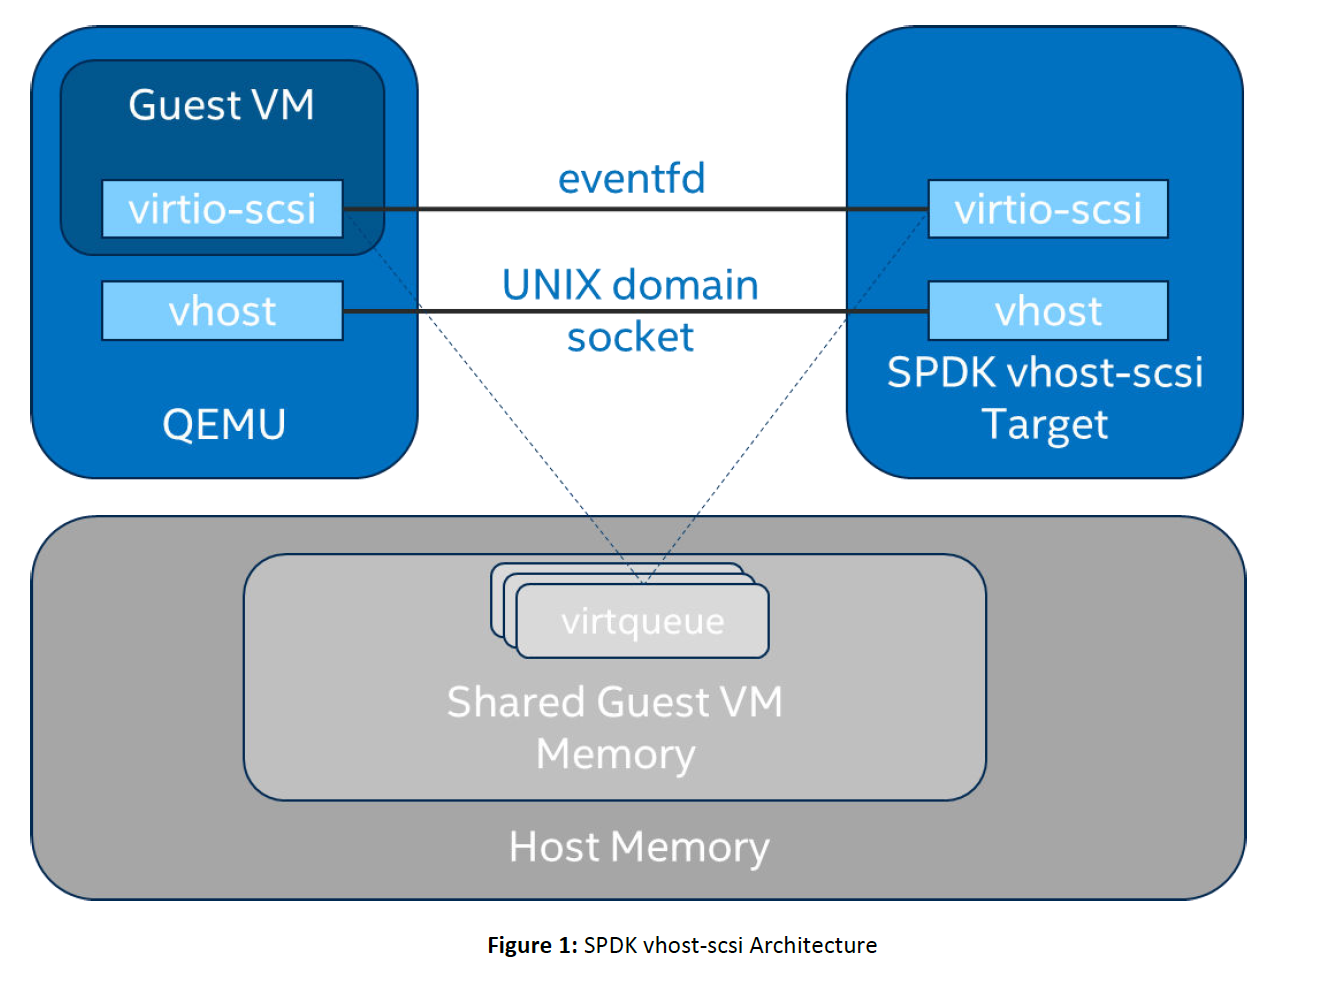 Guest VM
virtio-scsi
vhost
QEMU
eventfd
UNIX domain
socket
virtio-scsi
vhost
SPDK vhost-scsi
Target
virtqueue
Shared Guest VM
Memory
Host Memory
Figure 1: SPDK vhost-scsi Architecture